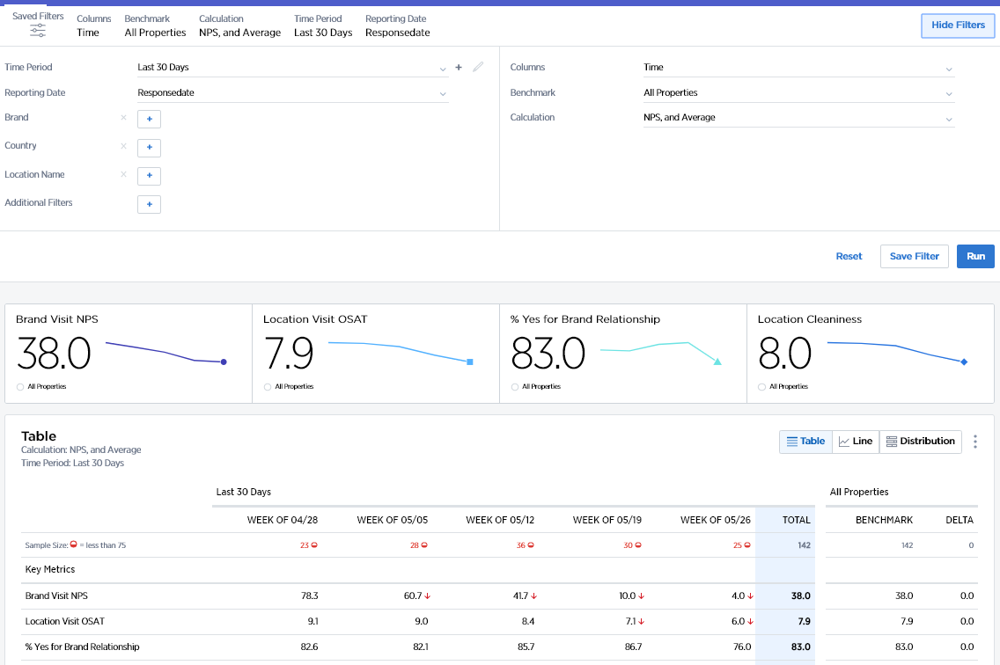 Saved Filters
Columns
Time
Benchmark
All Properties
Calculation
NPS, and Average
Time Period
Last 30 Days
Reporting Date
Responsedate
Hide Filters
Time Period Last 30 Days +
Reporting Date Responsedate
Brand × +
Country × +
Location Name × +
Additional Filters +
Columns Time
Benchmark All Properties
Calculation NPS, and Average
Reset Save Filter Run
Brand Visit NPS
38.0
All Properties
Location Visit OSAT
7.9
All Properties
% Yes for Brand Relationship
83.0
All Properties
Location Cleaniness
8.0
All Properties
Table
Calculation: NPS, and Average
Time Period: Last 30 Days
Table Line Distribution
Last 30 Days All Properties
WEEK OF 04/28 WEEK OF 05/05 WEEK OF 05/12 WEEK OF 05/19 WEEK OF 05/26 TOTAL BENCHMARK DELTA
Sample Size: = less than 75 23 28 36 30 25 142 142 0
Key Metrics
Brand Visit NPS 78.3 60.7 ↓ 41.7 ↓ 10.0 ↓ 4.0 ↓ 38.0 38.0 0.0
Location Visit OSAT 9.1 9.0 8.4 7.1 ↓ 6.0 ↓ 7.9 7.9 0.0
% Yes for Brand Relationship 82.6 82.1 85.7 86.7 76.0 83.0 83.0 0.0